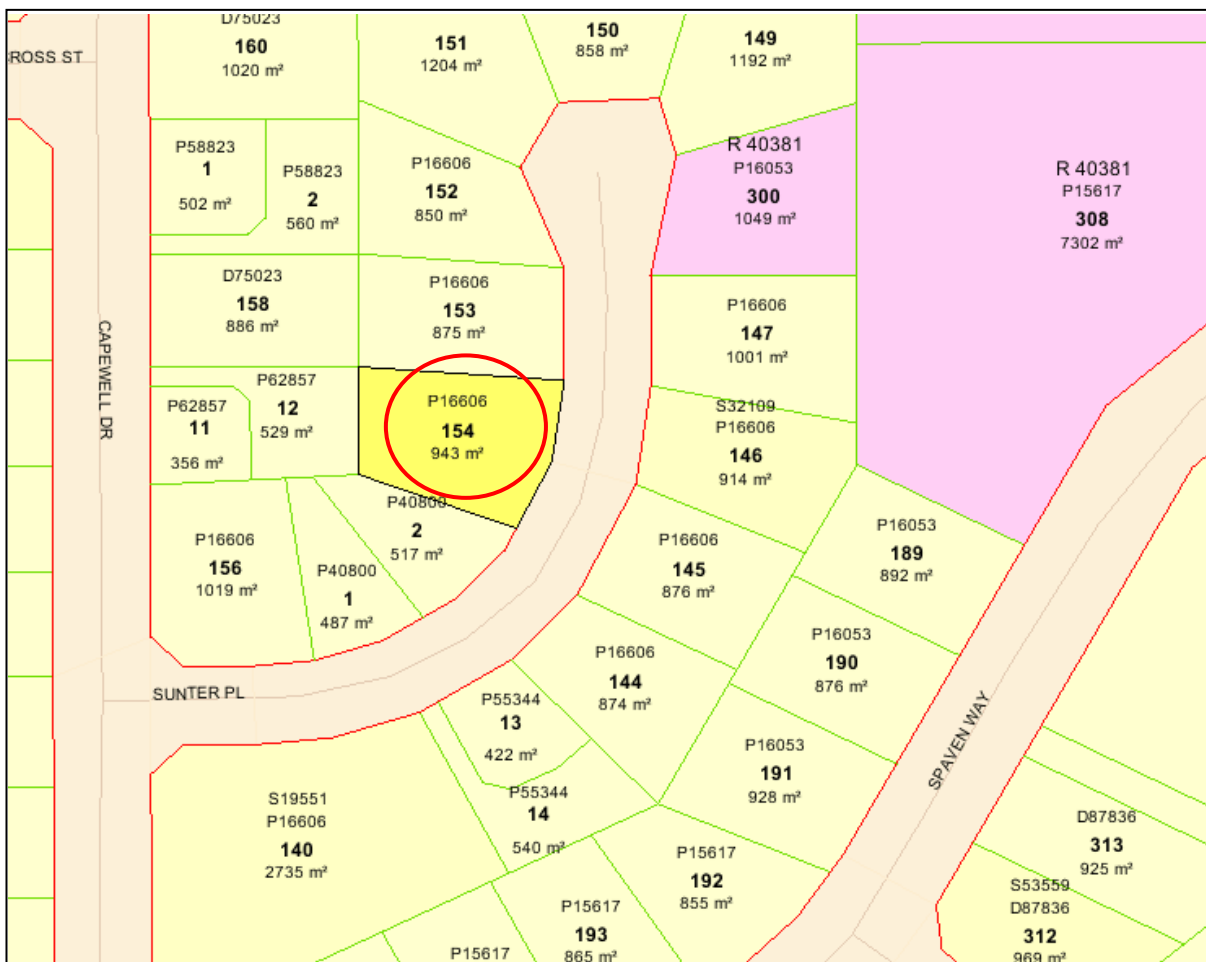 D75023
160
1020 m²
151
1204 m²
150
858 m²
149
1192 m²
ROSS ST
P58823
1
502 m²
P58823
2
560 m²
P16606
152
850 m²
R 40381
P16053
300
1049 m²
R 40381
P15617
308
7302 m²
D75023
158
886 m²
P16606
153
875 m²
P16606
147
1001 m²
CAPEWELL DR
P62857
11
356 m²
P62857
12
529 m²
P16606
154
943 m²
S32109
P16606
146
914 m²
P40800
2
517 m²
P16606
156
1019 m²
P40800
1
487 m²
P16606
145
876 m²
P16053
189
892 m²
P16053
190
876 m²
P16606
144
874 m²
SUNTER PL
P55344
13
422 m²
P16053
191
928 m²
SPAVEN WAY
P55344
14
540 m²
S19551
P16606
140
2735 m²
P15617
192
855 m²
D87836
313
925 m²
P15617
193
865 m²
S53559
D87836
312
969 m²
P15617